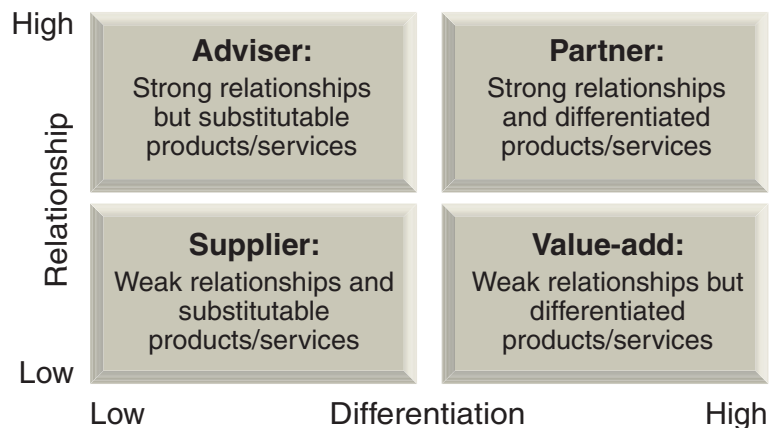 High
Adviser:
Strong relationships
but substitutable
products/services
Partner:
Strong relationships
and differentiated
products/services
Relationship
Supplier:
Weak relationships and
substitutable
products/services
Value-add:
Weak relationships but
differentiated
products/services
Low
Low Differentiation High